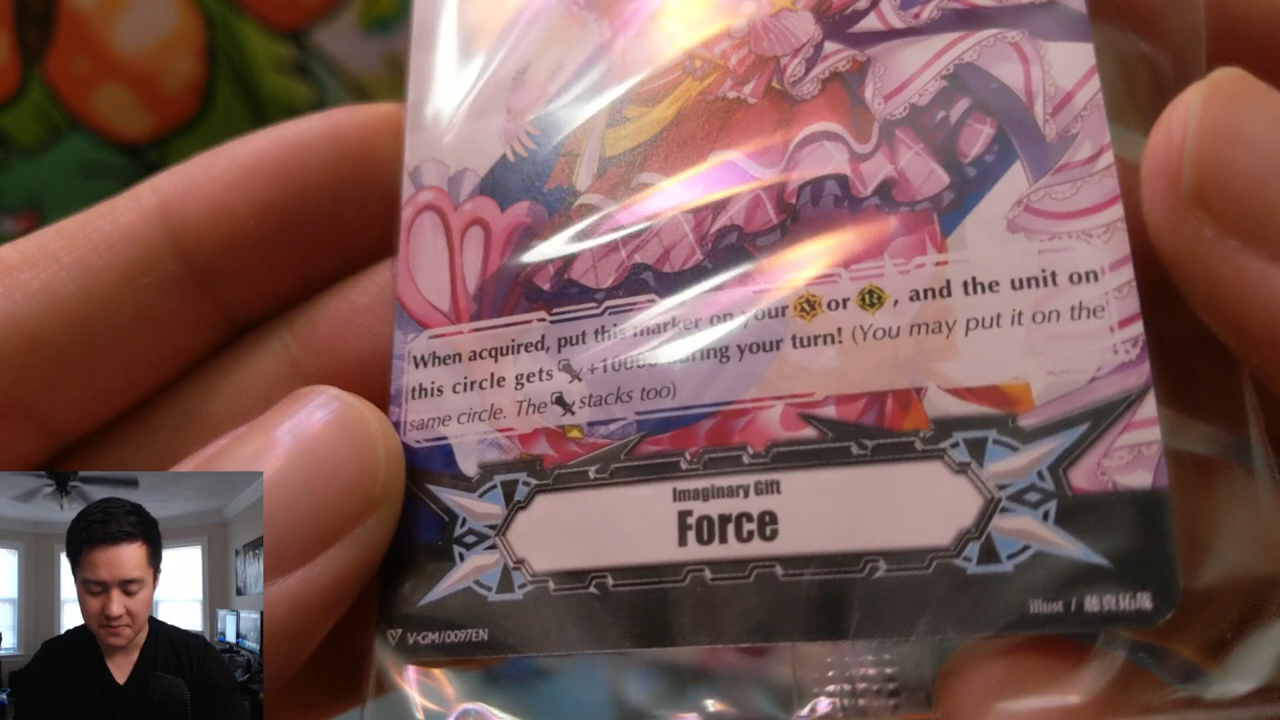 When acquired, put this marker on your V or R, and the unit on
this circle gets +10000 during your turn! (You may put it on the
same circle. The stacks too)
Imaginary Gift
Force
illust / 藤真拓哉
V-GM/0097EN